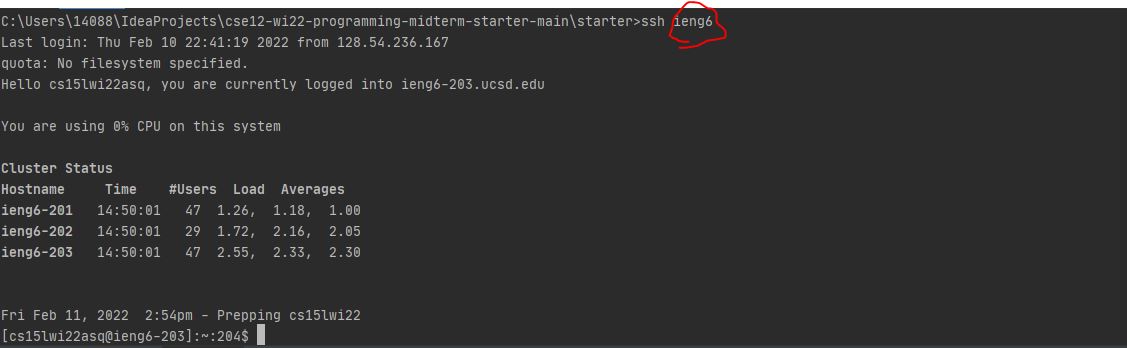 C:\Users\14088\IdeaProjects\cse12-wi22-programming-midterm-starter-main\starter>ssh ieng6
Last login: Thu Feb 10 22:41:19 2022 from 128.54.236.167
quota: No filesystem specified.
Hello cs15lwi22asq, you are currently logged into ieng6-203.ucsd.edu
You are using 0% CPU on this system
Cluster Status
Hostname     Time    #Users  Load  Averages
ieng6-201   14:50:01   47  1.26,  1.18,  1.00
ieng6-202   14:50:01   29  1.72,  2.16,  2.05
ieng6-203   14:50:01   47  2.55,  2.33,  2.30
Fri Feb 11, 2022  2:54pm - Prepping cs15lwi22
[cs15lwi22asq@ieng6-203]:~:204$